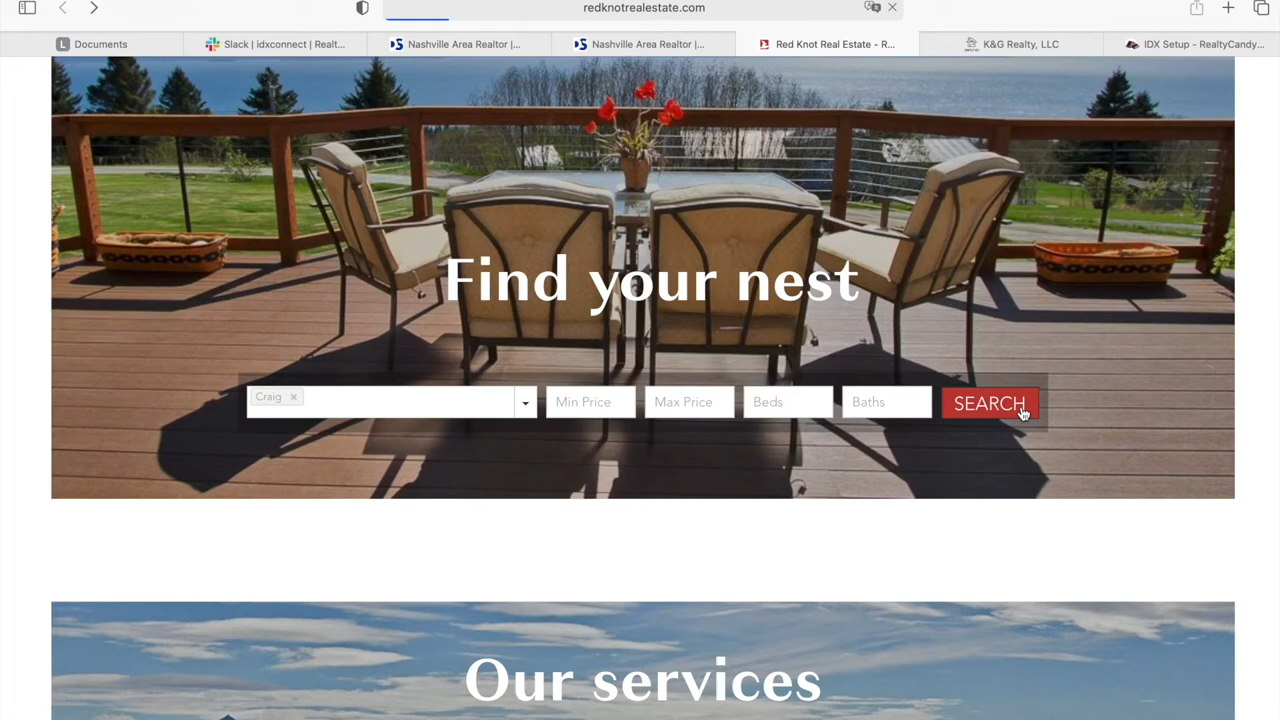 redknotrealestate.com
L Documents
Slack | idxconnect | Realt...
Nashville Area Realtor |...
Nashville Area Realtor |...
Red Knot Real Estate - R...
K&G Realty, LLC
IDX Setup - RealtyCandy...
Find your nest
Craig ×
Min Price
Max Price
Beds
Baths
SEARCH
Our services